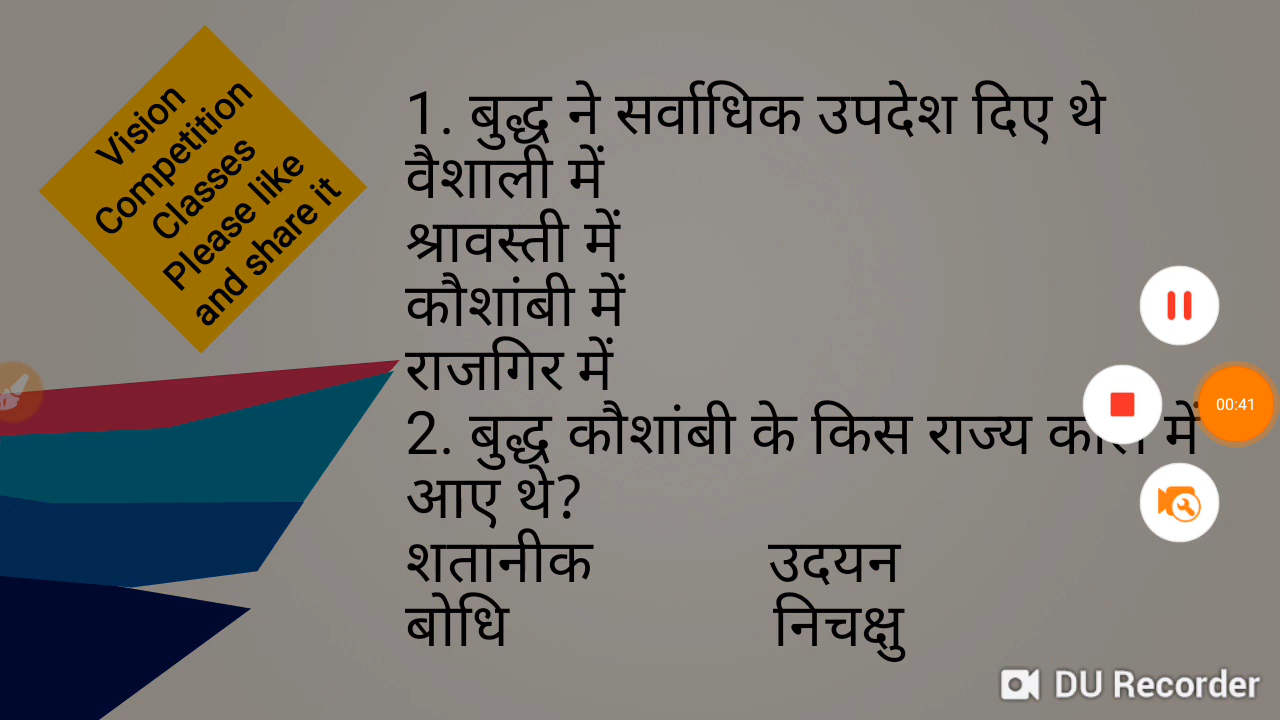 Vision
Competition
Classes
Please like
and share it
1. बुद्ध ने सर्वाधिक उपदेश दिए थे
वैशाली में
श्रावस्ती में
कौशांबी में
राजगिर में
2. बुद्ध कौशांबी के किस राज्य में
आए थे?
शतानीक उदयन
बोधि निचक्षु
00:41
DU Recorder